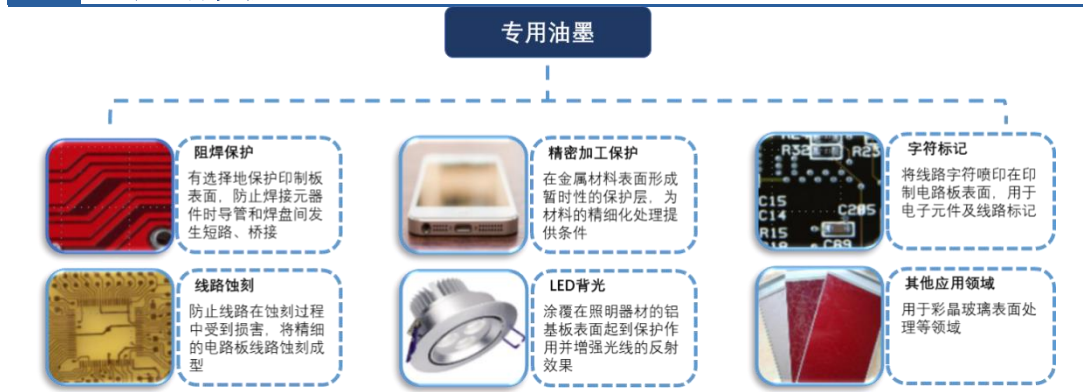 专用油墨
阻焊保护
有选择地保护印制板
表面，防止焊接元器
件时导管和焊盘间发
生短路、桥接
精密加工保护
在金属材料表面形成
暂时性的保护层，为
材料的精细化处理提
供条件
R32
R23
C15
C14
R15
C205
C69
字符标记
将线路字符喷印在印
制电路板表面，用于
电子元件及线路标记
线路蚀刻
防止线路在蚀刻过程
中受到损害，将精细
的电路板线路蚀刻成
型
LED背光
涂覆在照明器材的铝
基板表面起到保护作
用并增强光线的反射
效果
其他应用领域
用于彩晶玻璃表面处
理等领域